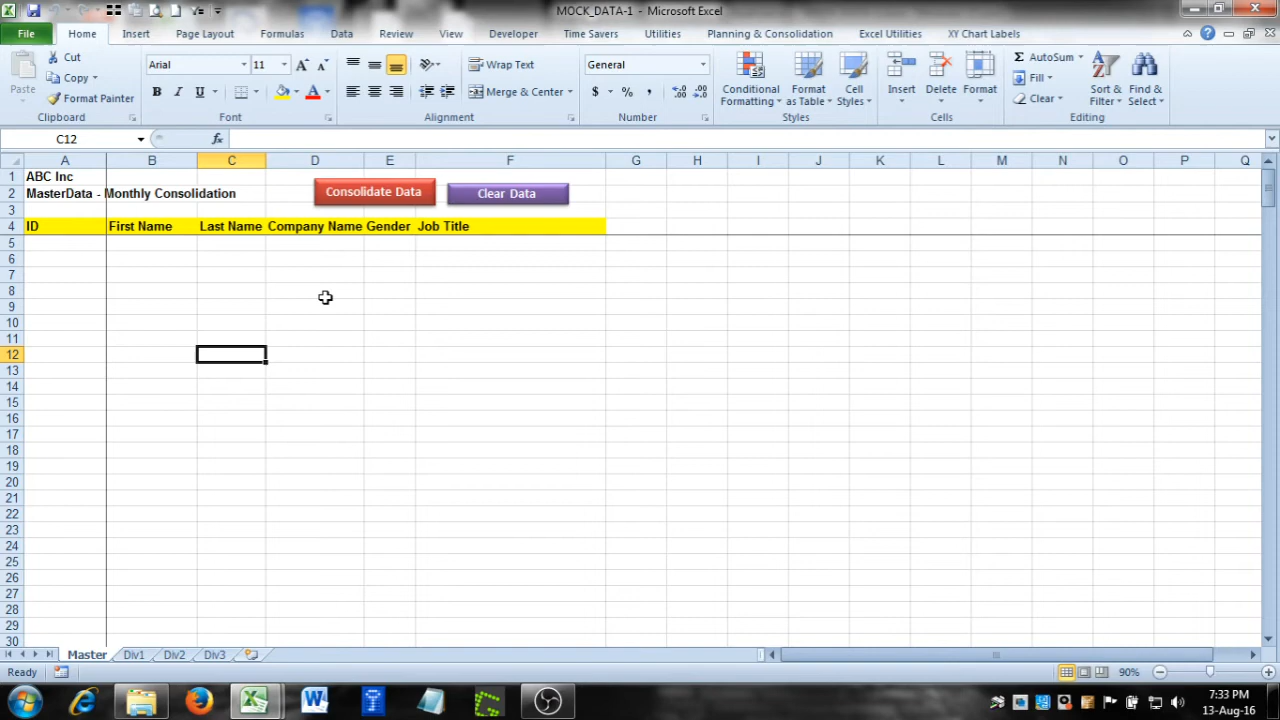 MOCK_DATA-1 - Microsoft Excel
File Home Insert Page Layout Formulas Data Review View Developer Time Savers Utilities Planning & Consolidation Excel Utilities XY Chart Labels
Paste
Cut
Copy
Format Painter
Clipboard
Arial 11
B I U
Font
Wrap Text
Merge & Center
Alignment
General
$ % ,
Number
Conditional Formatting
Format as Table
Cell Styles
Styles
Insert Delete Format
Cells
AutoSum
Fill
Clear
Sort & Filter
Find & Select
Editing
C12 fx
A B C D E F G H I J K L M N O P Q
1 ABC Inc
2 MasterData - Monthly Consolidation Consolidate Data Clear Data
3
4 ID First Name Last Name Company Name Gender Job Title
5
6
7
8
9
10
11
12
13
14
15
16
17
18
19
20
21
22
23
24
25
26
27
28
29
30
Master Div1 Div2 Div3
Ready 90%
7:33 PM
13-Aug-16